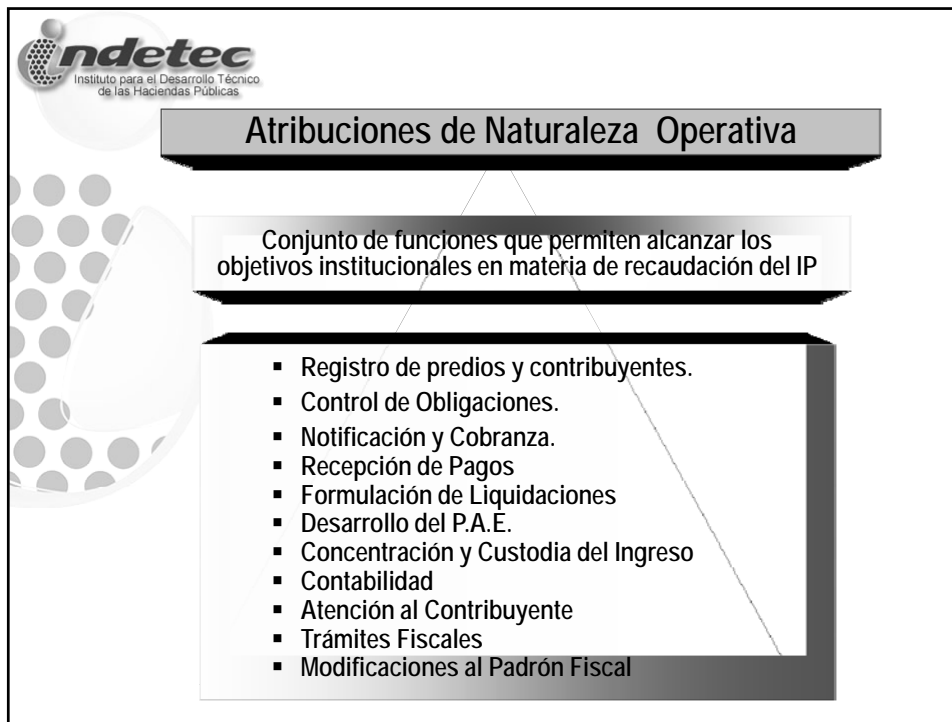 indetec
Instituto para el Desarrollo Técnico
de las Haciendas Públicas
Atribuciones de Naturaleza Operativa
Conjunto de funciones que permiten alcanzar los
objetivos institucionales en materia de recaudación del IP
▪ Registro de predios y contribuyentes.
▪ Control de Obligaciones.
▪ Notificación y Cobranza.
▪ Recepción de Pagos
▪ Formulación de Liquidaciones
▪ Desarrollo del P.A.E.
▪ Concentración y Custodia del Ingreso
▪ Contabilidad
▪ Atención al Contribuyente
▪ Trámites Fiscales
▪ Modificaciones al Padrón Fiscal